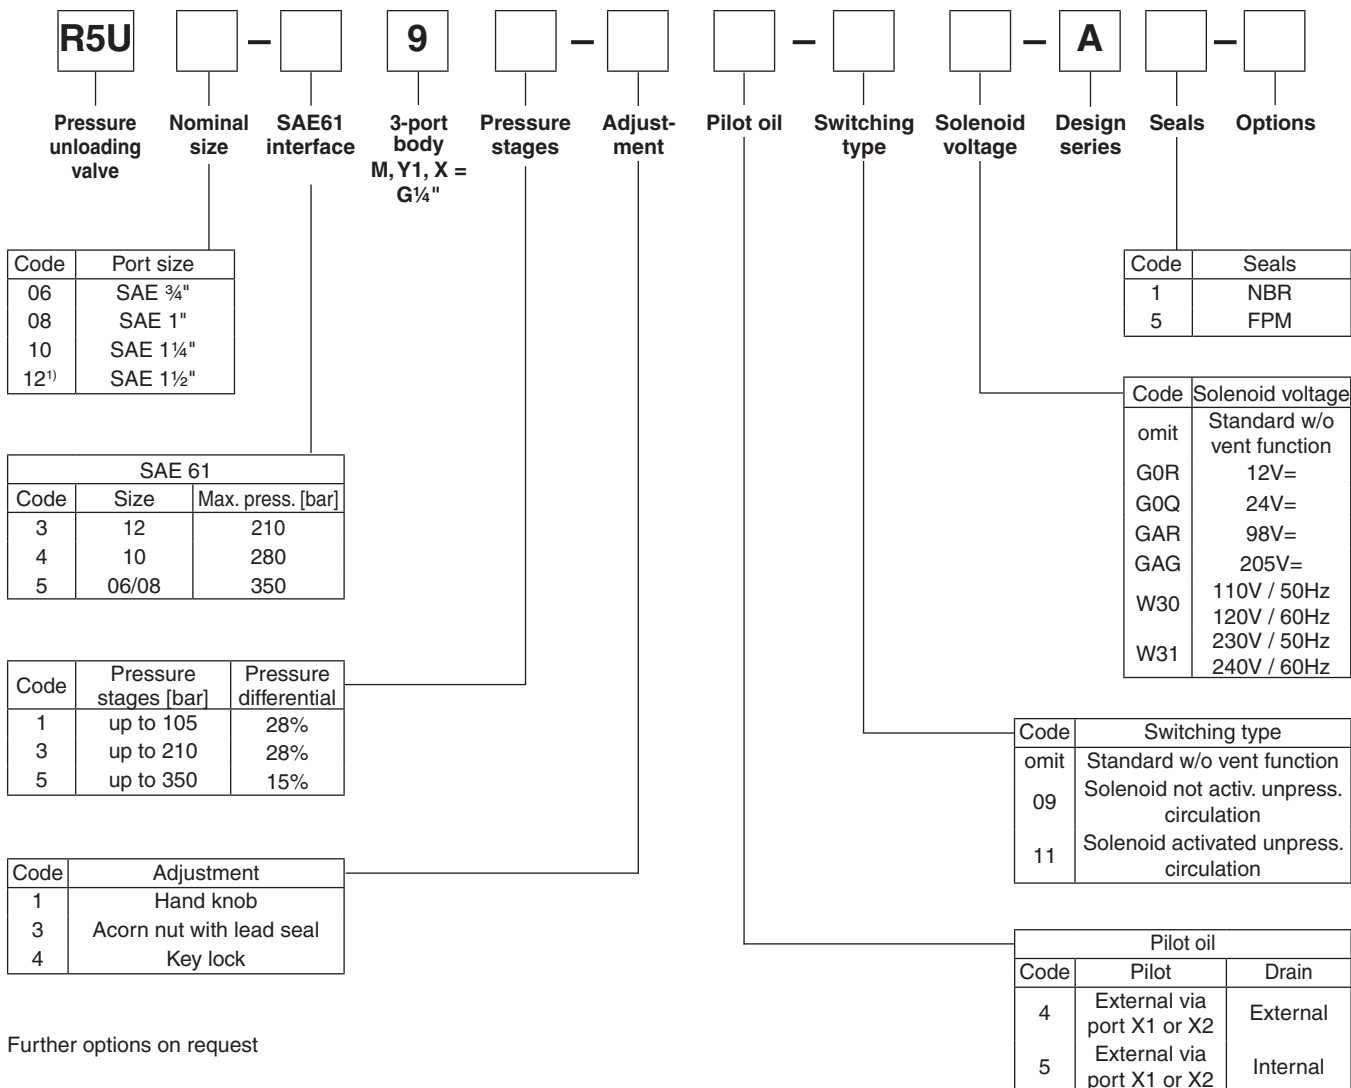 R5U – 9 – – – A –
Pressure unloading valve
Nominal size
SAE61 interface
3-port body M, Y1, X = G¼"
Pressure stages
Adjust-ment
Pilot oil
Switching type
Solenoid voltage
Design series
Seals
Options
Code Port size
06 SAE ¾"
08 SAE 1"
10 SAE 1¼"
12¹⁾ SAE 1½"
SAE 61
Code Size Max. press. [bar]
3 12 210
4 10 280
5 06/08 350
Code Pressure stages [bar] Pressure differential
1 up to 105 28%
3 up to 210 28%
5 up to 350 15%
Code Adjustment
1 Hand knob
3 Acorn nut with lead seal
4 Key lock
Further options on request
Code Seals
1 NBR
5 FPM
Code Solenoid voltage
omit Standard w/o vent function
G0R 12V=
G0Q 24V=
GAR 98V=
GAG 205V=
W30 110V / 50Hz
120V / 60Hz
W31 230V / 50Hz
240V / 60Hz
Code Switching type
omit Standard w/o vent function
09 Solenoid not activ. unpress. circulation
11 Solenoid activated unpress. circulation
Pilot oil
Code Pilot Drain
4 External via port X1 or X2 External
5 External via port X1 or X2 Internal